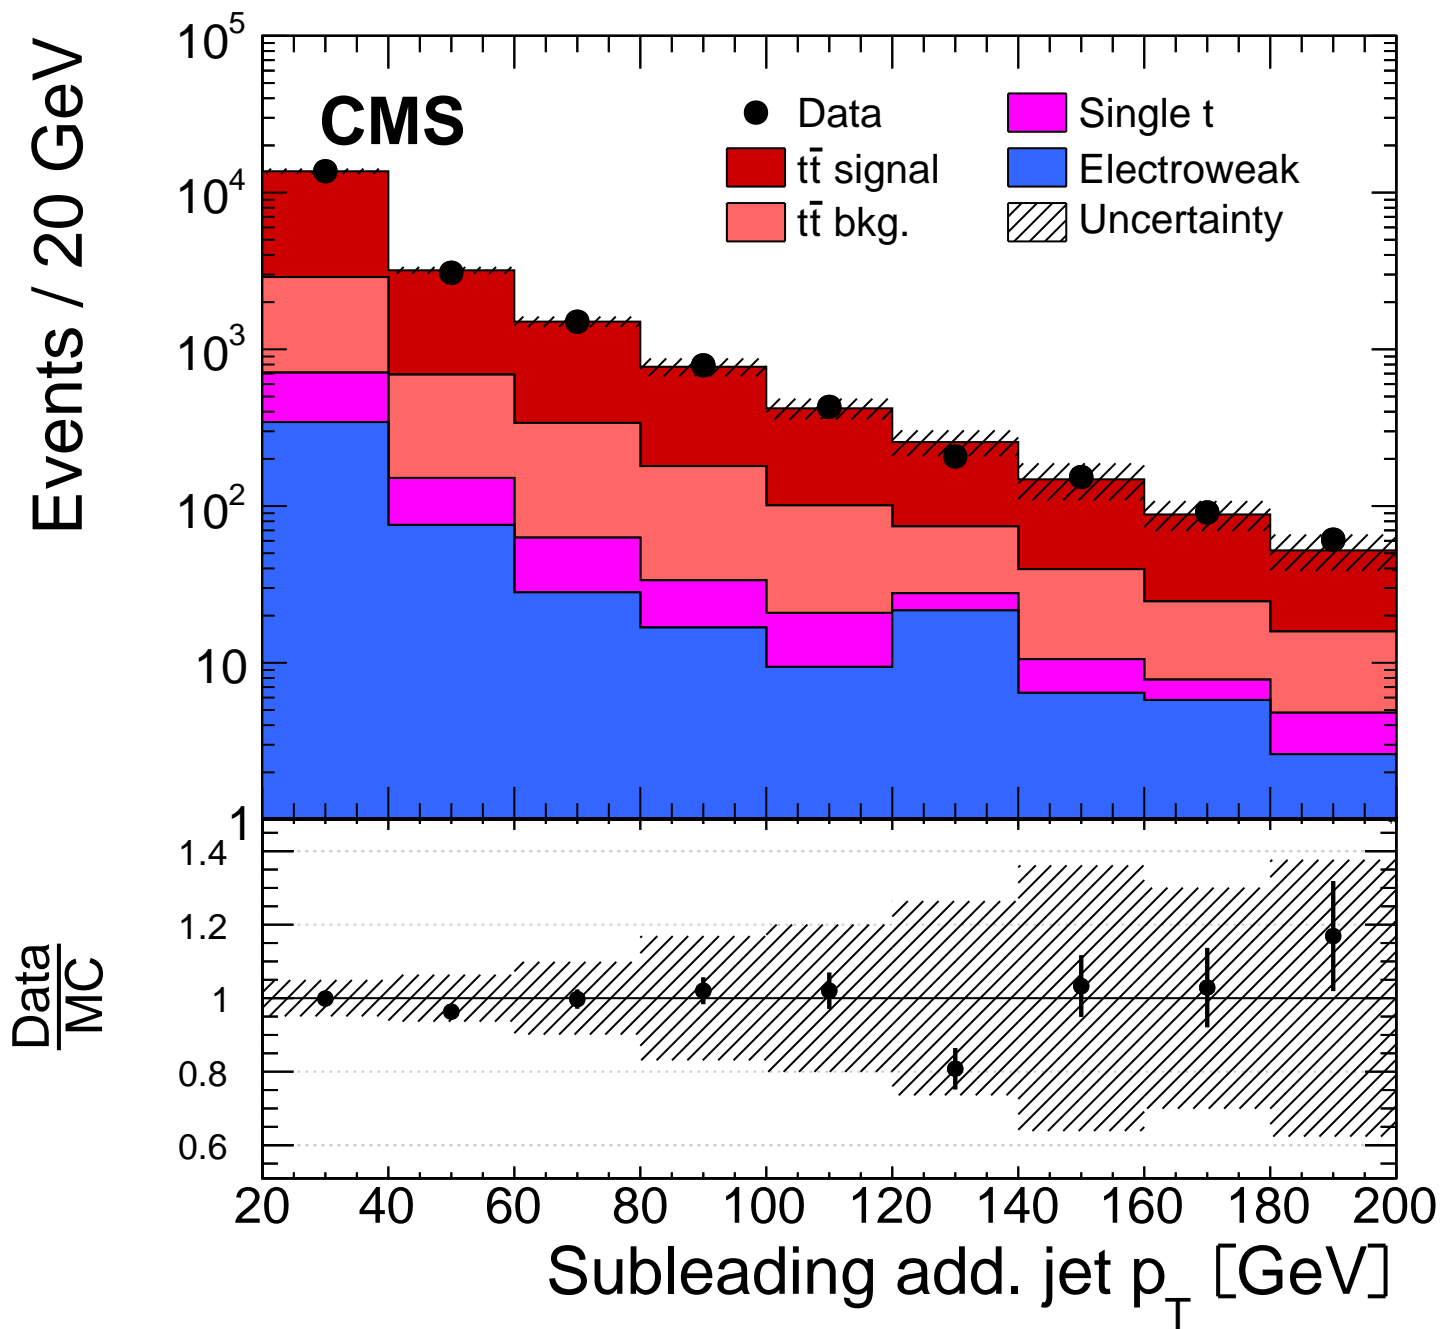 CMS
Data
tt̄ signal
tt̄ bkg.
Single t
Electroweak
Uncertainty
Events / 20 GeV
10^5
10^4
10^3
10^2
10
1
Data
MC
1.4
1.2
1
0.8
0.6
20 40 60 80 100 120 140 160 180 200
Subleading add. jet p_T [GeV]